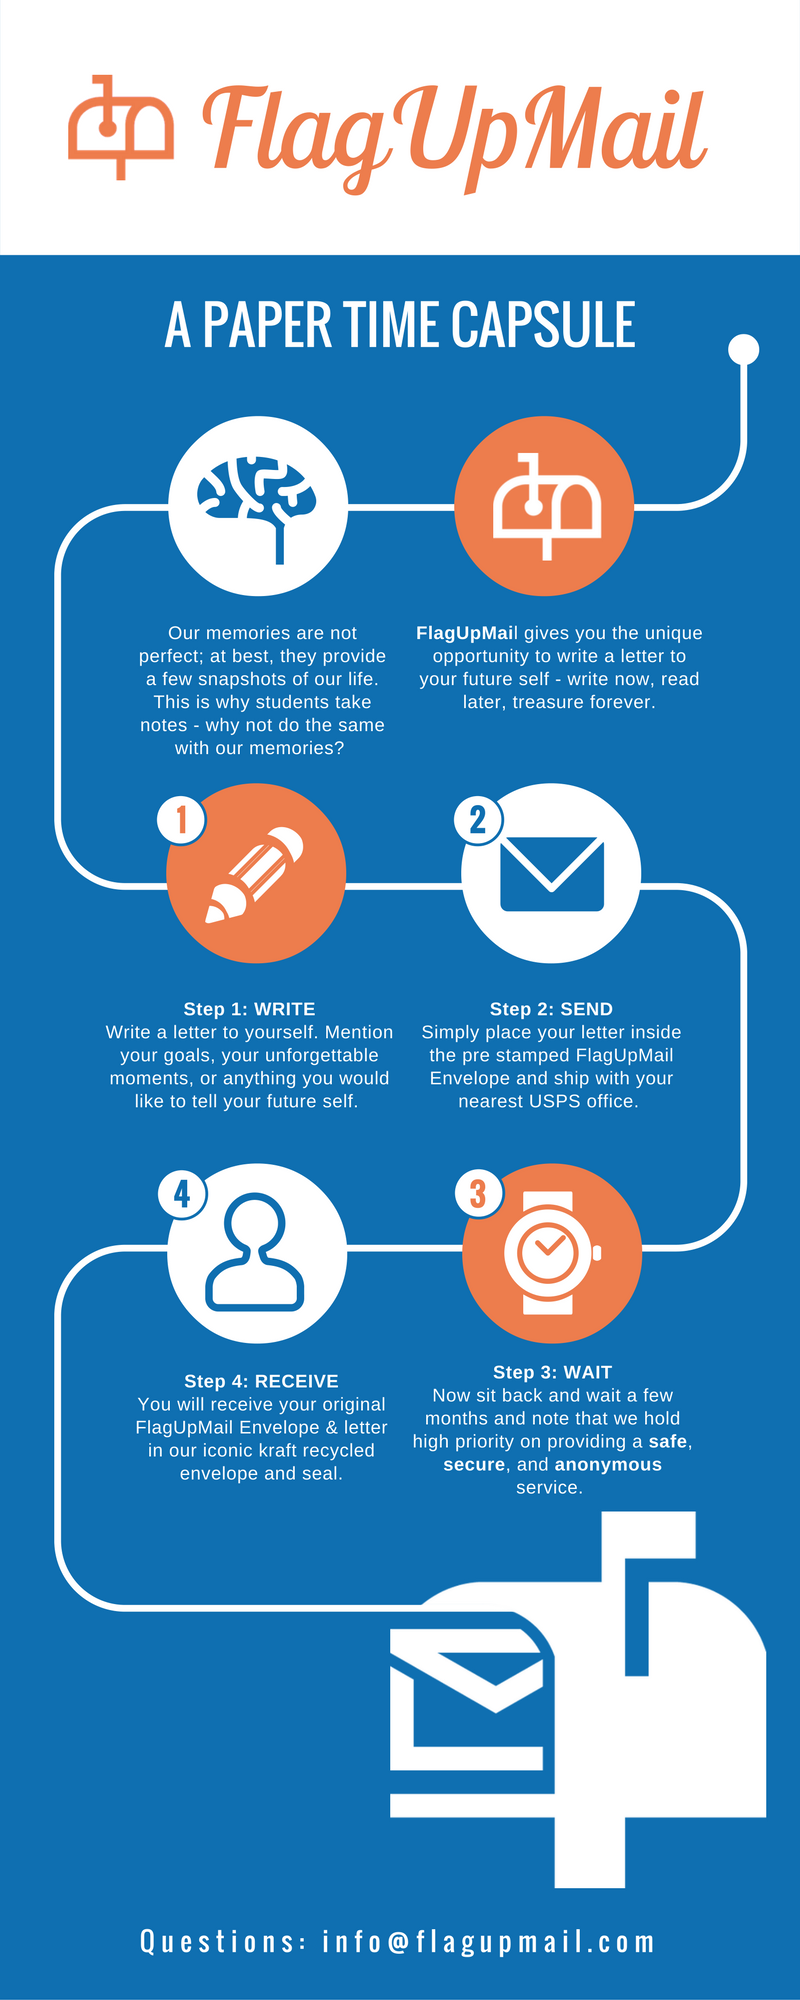 FlagUpMail
A PAPER TIME CAPSULE
Our memories are not
perfect; at best, they provide
a few snapshots of our life.
This is why students take
notes - why not do the same
with our memories?
FlagUpMail gives you the unique
opportunity to write a letter to
your future self - write now, read
later, treasure forever.
1
Step 1: WRITE
Write a letter to yourself. Mention
your goals, your unforgettable
moments, or anything you would
like to tell your future self.
2
Step 2: SEND
Simply place your letter inside
the pre stamped FlagUpMail
Envelope and ship with your
nearest USPS office.
3
Step 3: WAIT
Now sit back and wait a few
months and note that we hold
high priority on providing a safe,
secure, and anonymous
service.
4
Step 4: RECEIVE
You will receive your original
FlagUpMail Envelope & letter
in our iconic kraft recycled
envelope and seal.
Questions: info@flagupmail.com